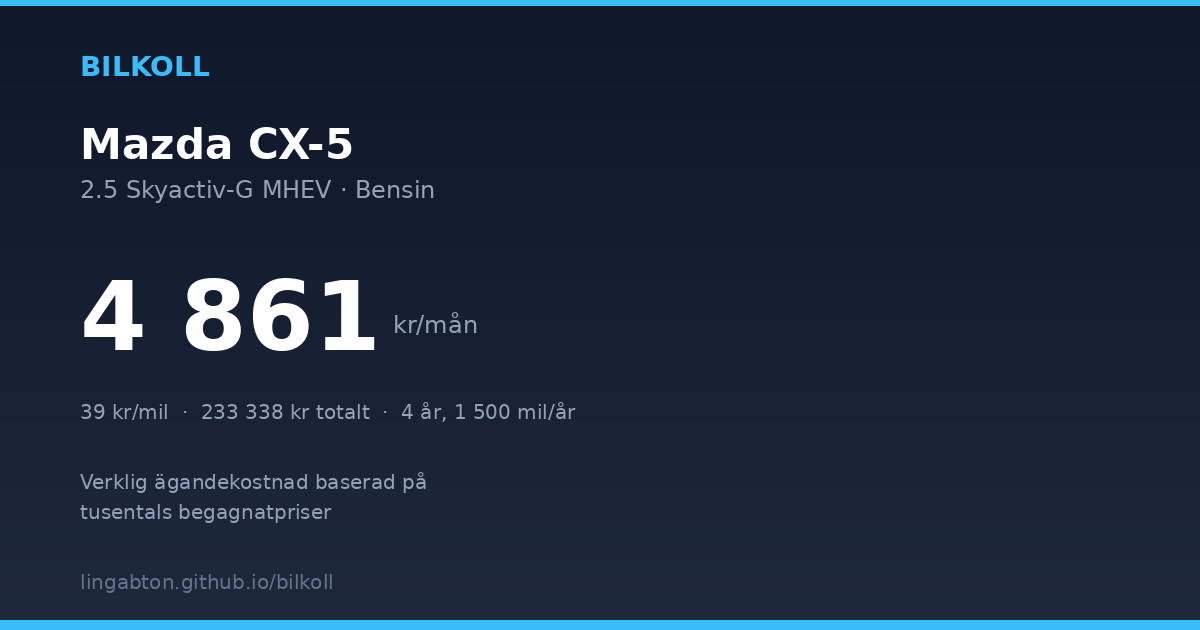 BILKOLL
Mazda CX-5
2.5 Skyactiv-G MHEV · Bensin
4 861 kr/mån
39 kr/mil · 233 338 kr totalt · 4 år, 1 500 mil/år
Verklig ägandekostnad baserad på
tusentals begagnatpriser
lingabton.github.io/bilkoll